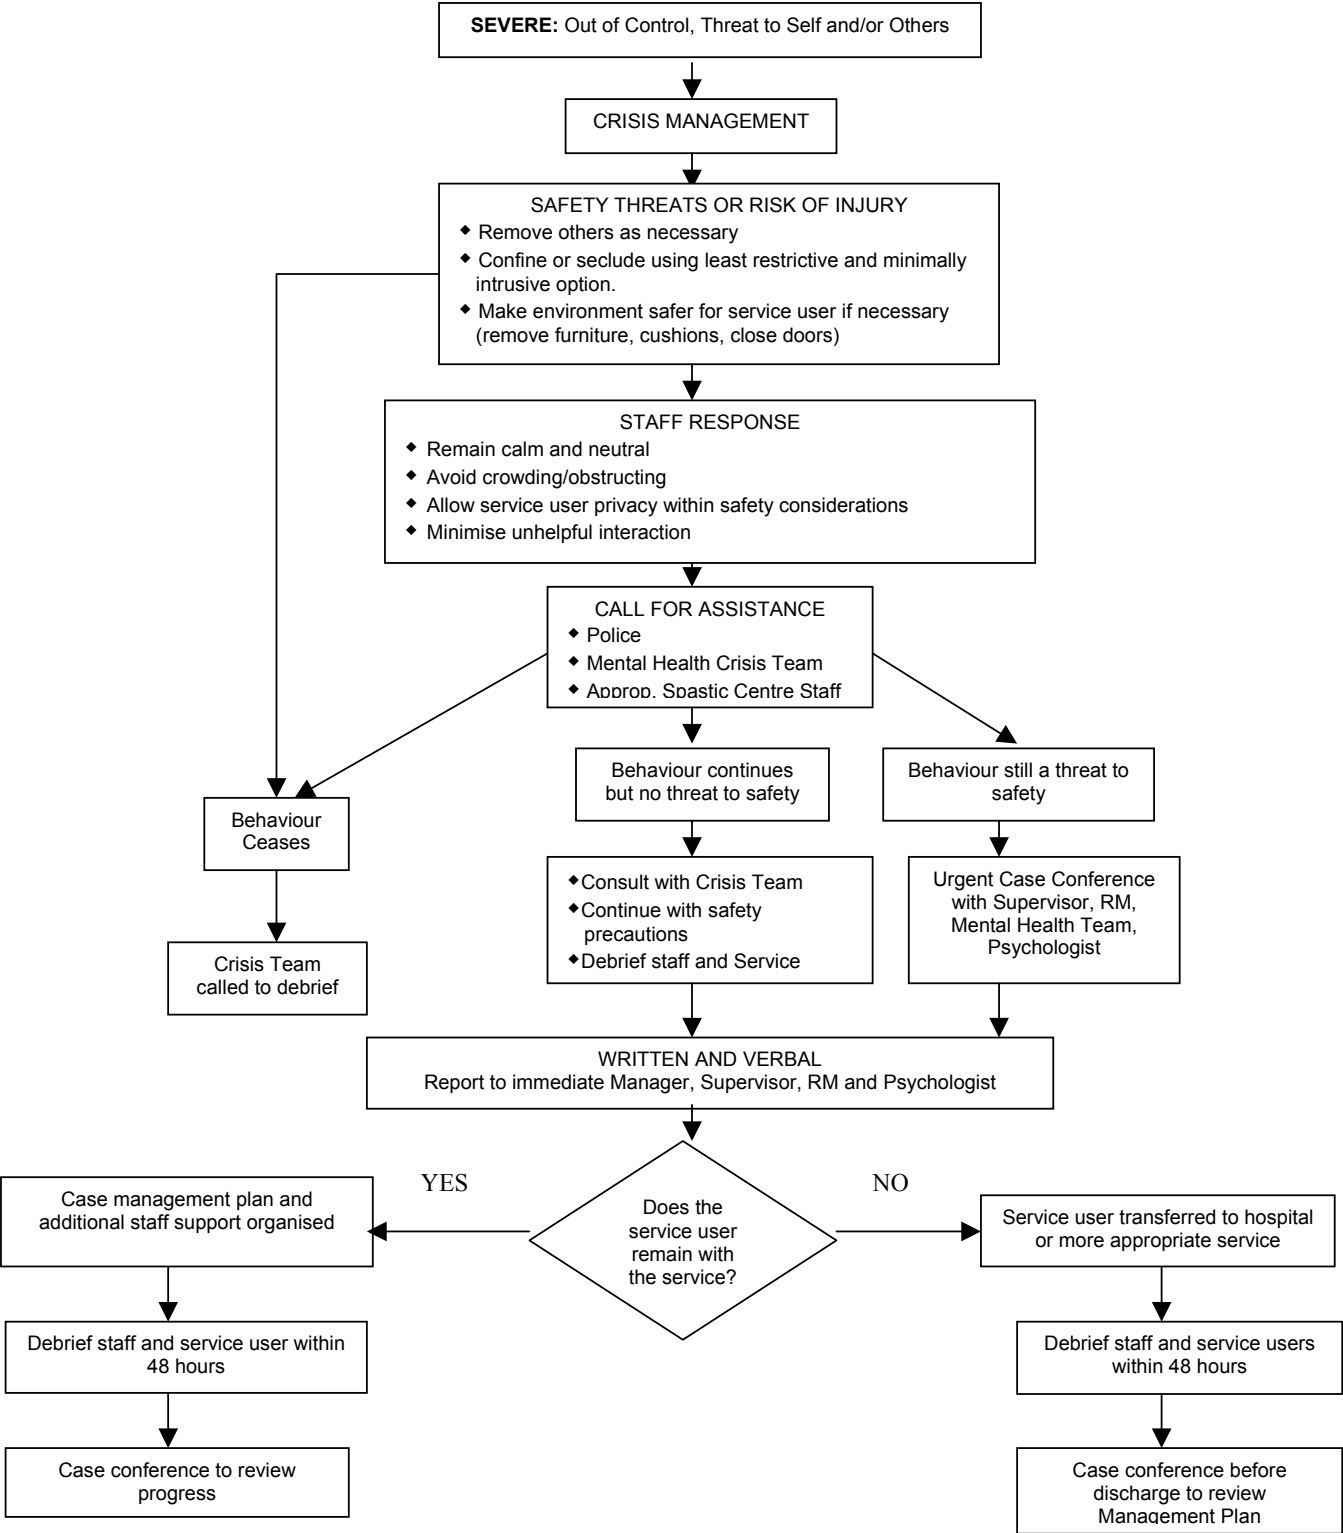 SEVERE: Out of Control, Threat to Self and/or Others
CRISIS MANAGEMENT
SAFETY THREATS OR RISK OF INJURY
◆ Remove others as necessary
◆ Confine or seclude using least restrictive and minimally
intrusive option.
◆ Make environment safer for service user if necessary
(remove furniture, cushions, close doors)
STAFF RESPONSE
◆ Remain calm and neutral
◆ Avoid crowding/obstructing
◆ Allow service user privacy within safety considerations
◆ Minimise unhelpful interaction
CALL FOR ASSISTANCE
◆ Police
◆ Mental Health Crisis Team
◆ Approp. Spastic Centre Staff
Behaviour continues
but no threat to safety
Behaviour still a threat to
safety
Behaviour
Ceases
◆Consult with Crisis Team
◆Continue with safety
precautions
◆Debrief staff and Service
Urgent Case Conference
with Supervisor, RM,
Mental Health Team,
Psychologist
Crisis Team
called to debrief
WRITTEN AND VERBAL
Report to immediate Manager, Supervisor, RM and Psychologist
YES
NO
Does the
service user
remain with
the service?
Case management plan and
additional staff support organised
Service user transferred to hospital
or more appropriate service
Debrief staff and service user within
48 hours
Debrief staff and service users
within 48 hours
Case conference to review
progress
Case conference before
discharge to review
Management Plan